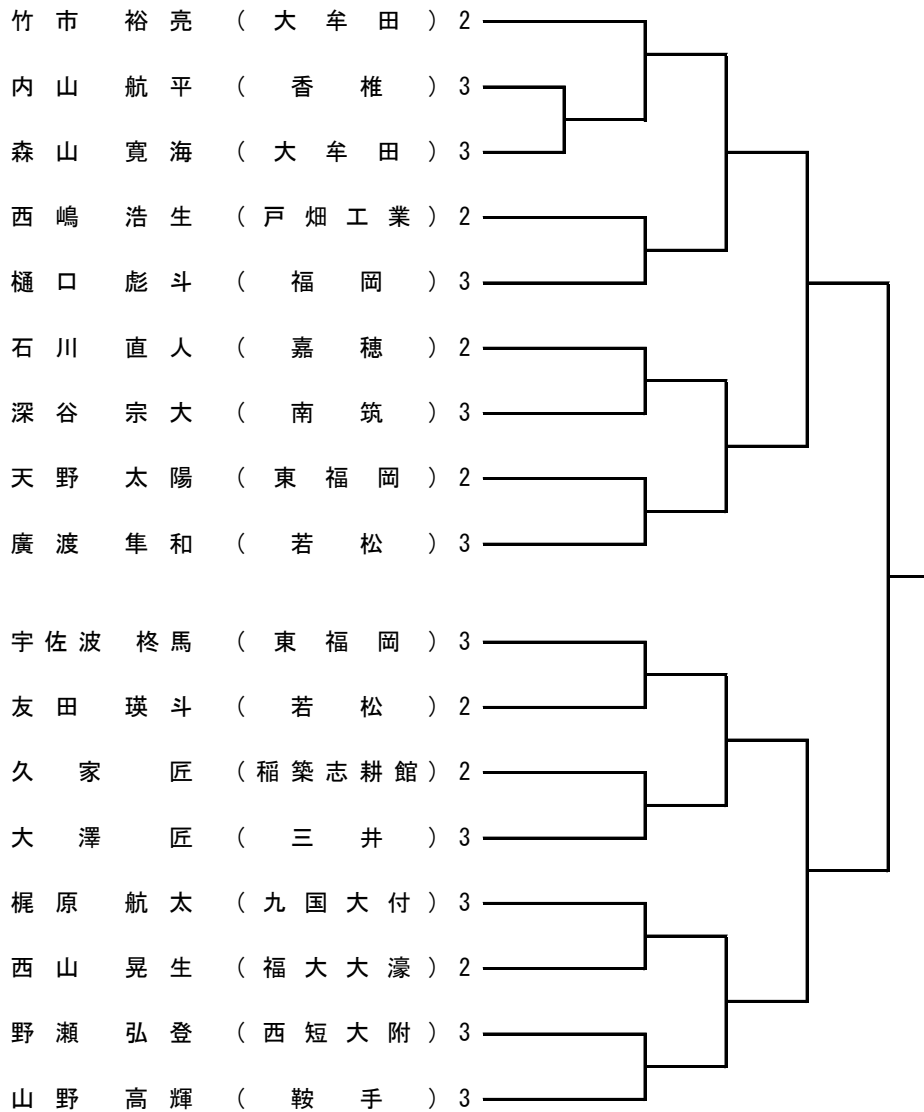 竹市 裕亮 (大牟田) 2
内山 航平 (香椎) 3
森山 寛海 (大牟田) 3
西嶋 浩生 (戸畑工業) 2
樋口 彪斗 (福岡) 3
石川 直人 (嘉穂) 2
深谷 宗大 (南筑) 3
天野 太陽 (東福岡) 2
廣渡 隼和 (若松) 3
宇佐波 柊馬 (東福岡) 3
友田 瑛斗 (若松) 2
久家 匠 (稲築志耕館) 2
大澤 匠 (三井) 3
梶原 航太 (九国大付) 3
西山 晃生 (福大大濠) 2
野瀬 弘登 (西短大附) 3
山野 高輝 (鞍手) 3